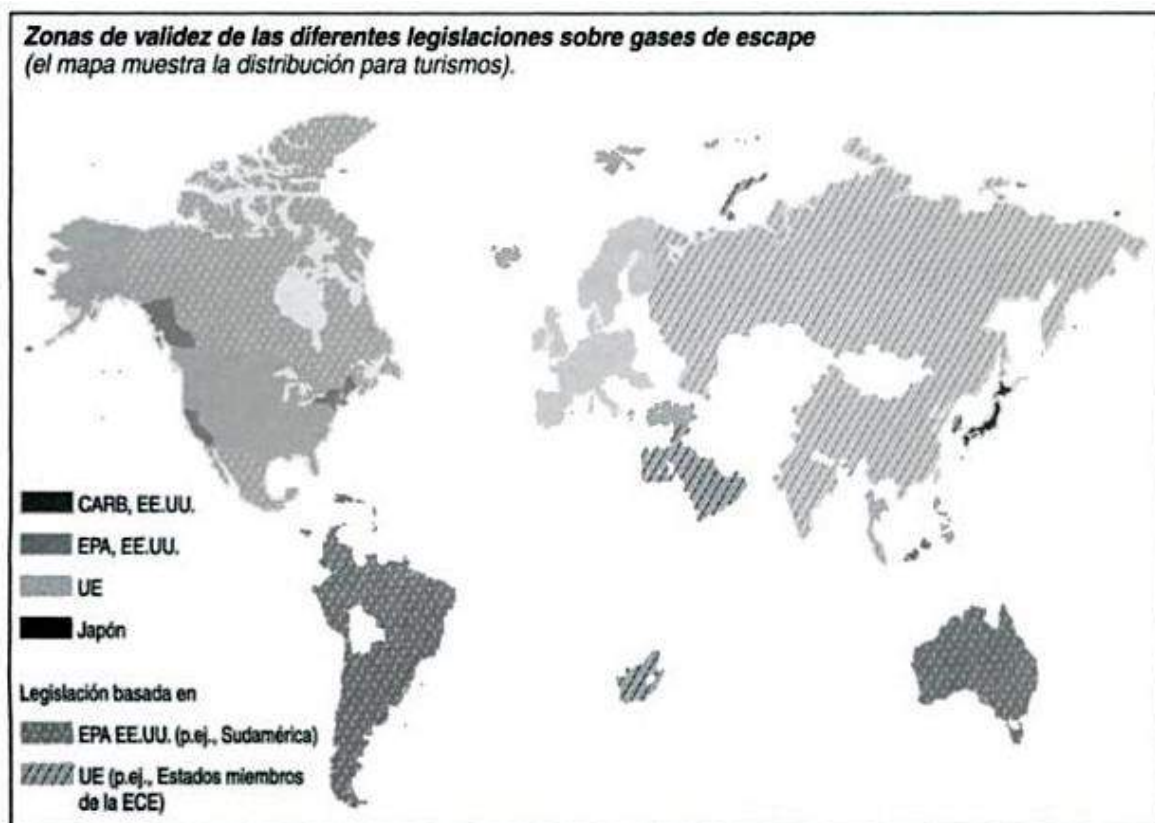 Zonas de validez de las diferentes legislaciones sobre gases de escape
(el mapa muestra la distribución para turismos).
CARB, EE.UU.
EPA, EE.UU.
UE
Japón
Legislación basada en
EPA EE.UU. (p.ej., Sudamérica)
UE (p.ej., Estados miembros
de la ECE)